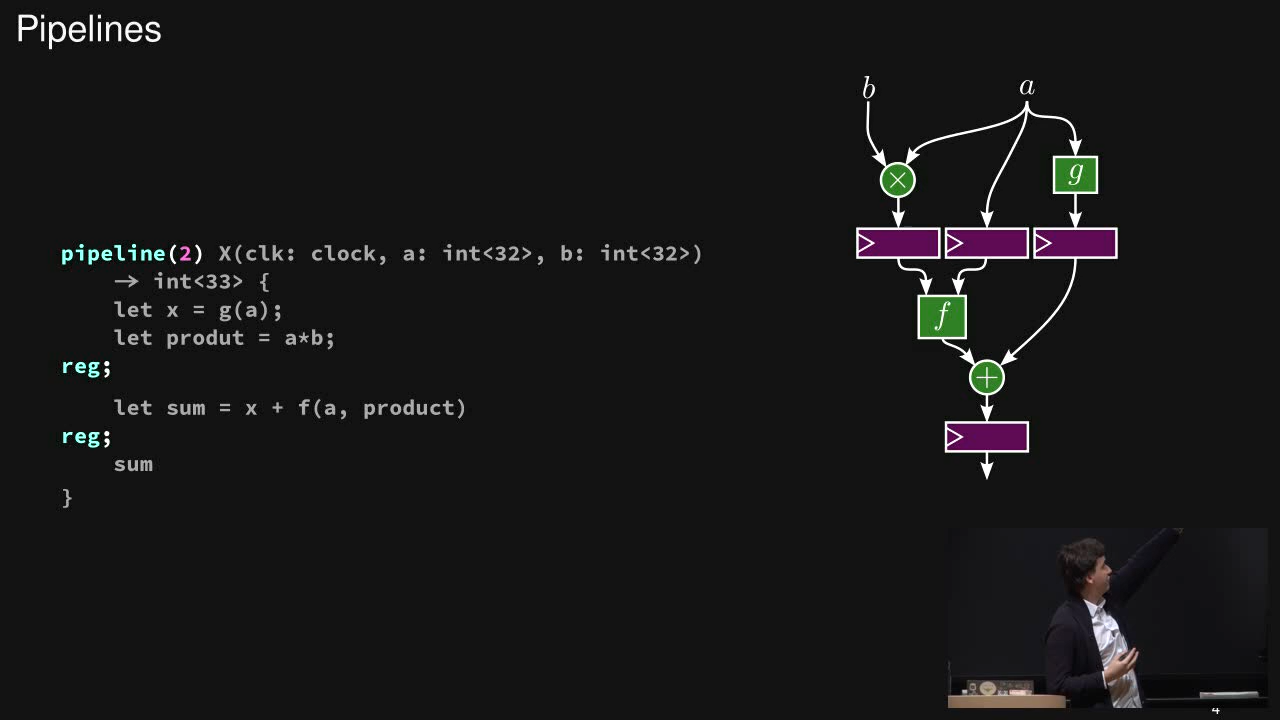 Pipelines
b
a
×
g
pipeline(2) X(clk: clock, a: int<32>, b: int<32>)
-> int<33> {
let x = g(a);
let produt = a*b;
reg;
let sum = x + f(a, product)
reg;
sum
}
f
+
4